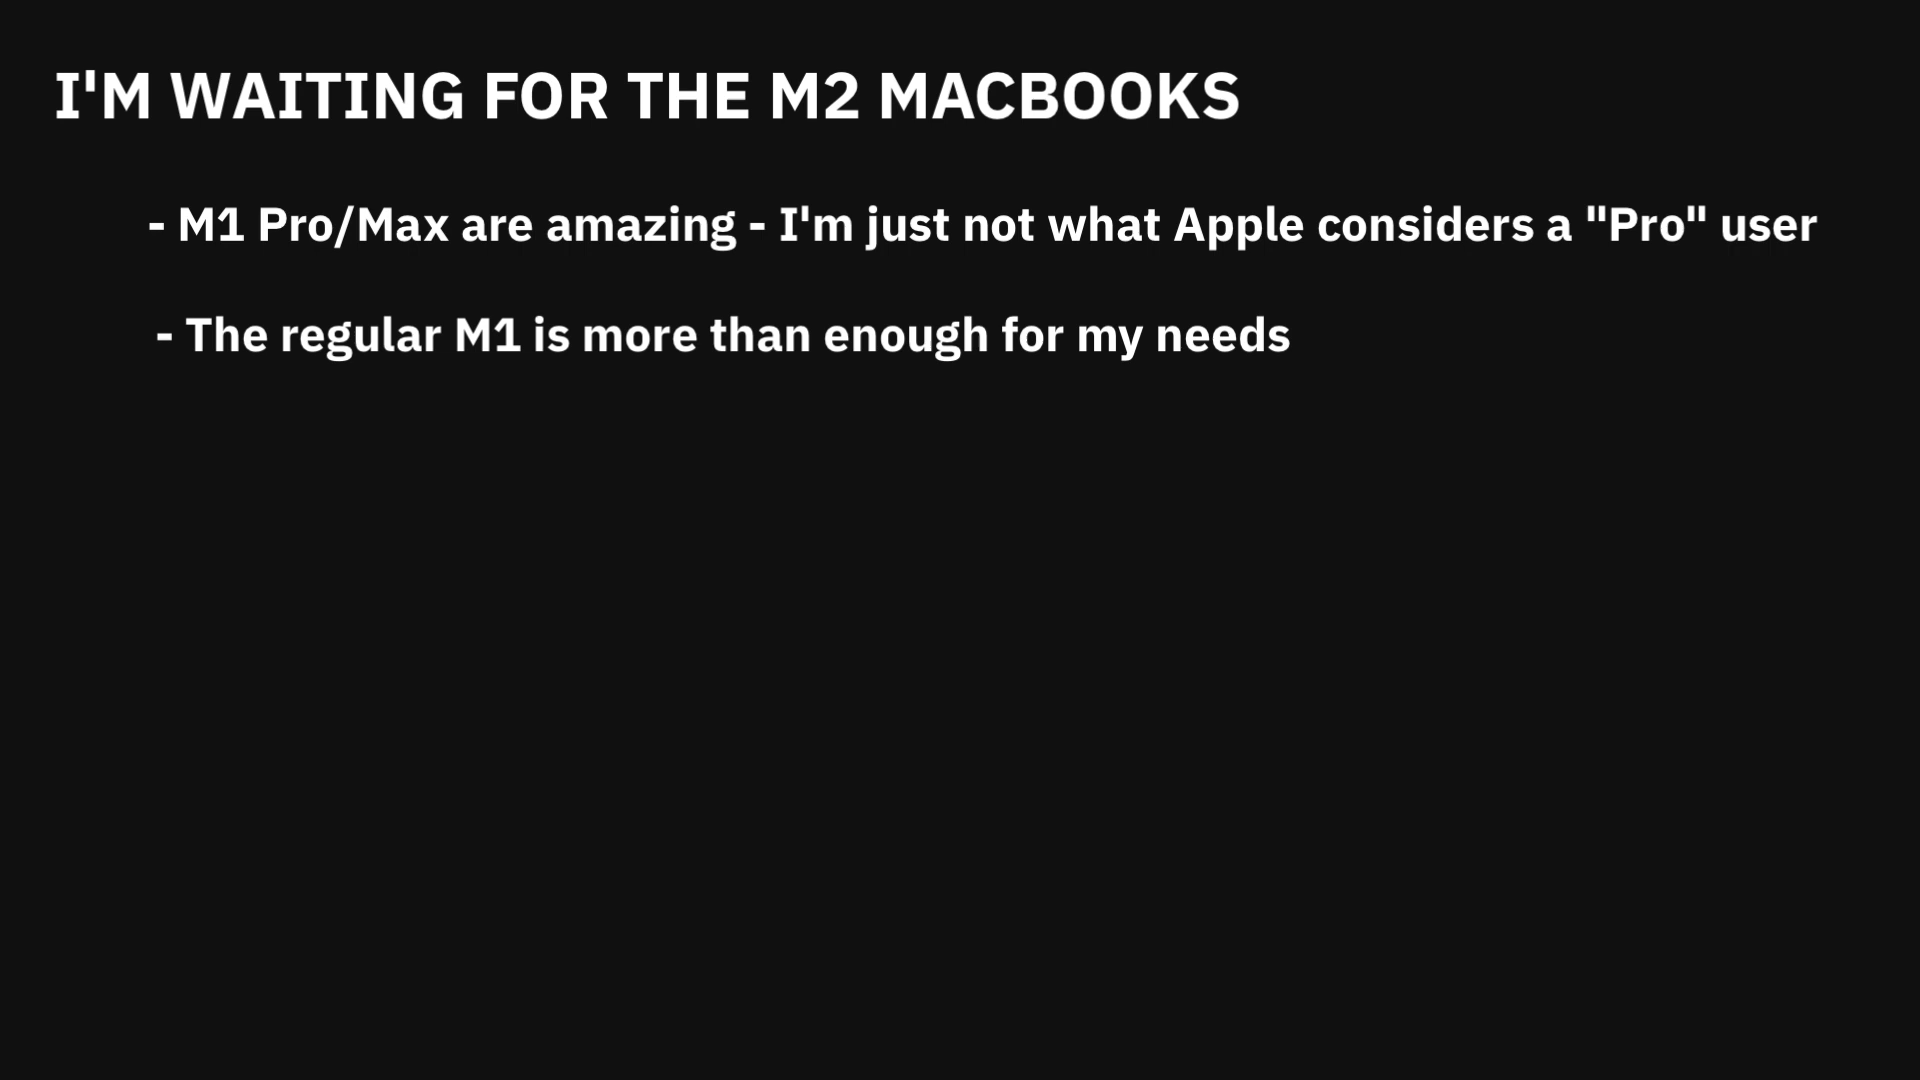 I'M WAITING FOR THE M2 MACBOOKS
- M1 Pro/Max are amazing - I'm just not what Apple considers a "Pro" user
- The regular M1 is more than enough for my needs